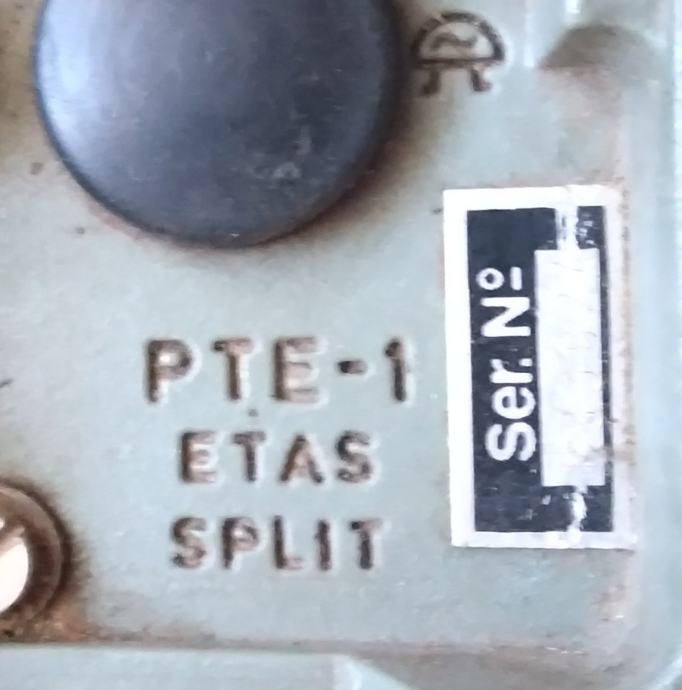 PTE-1
ETAS
SPLIT
Ser. Nº